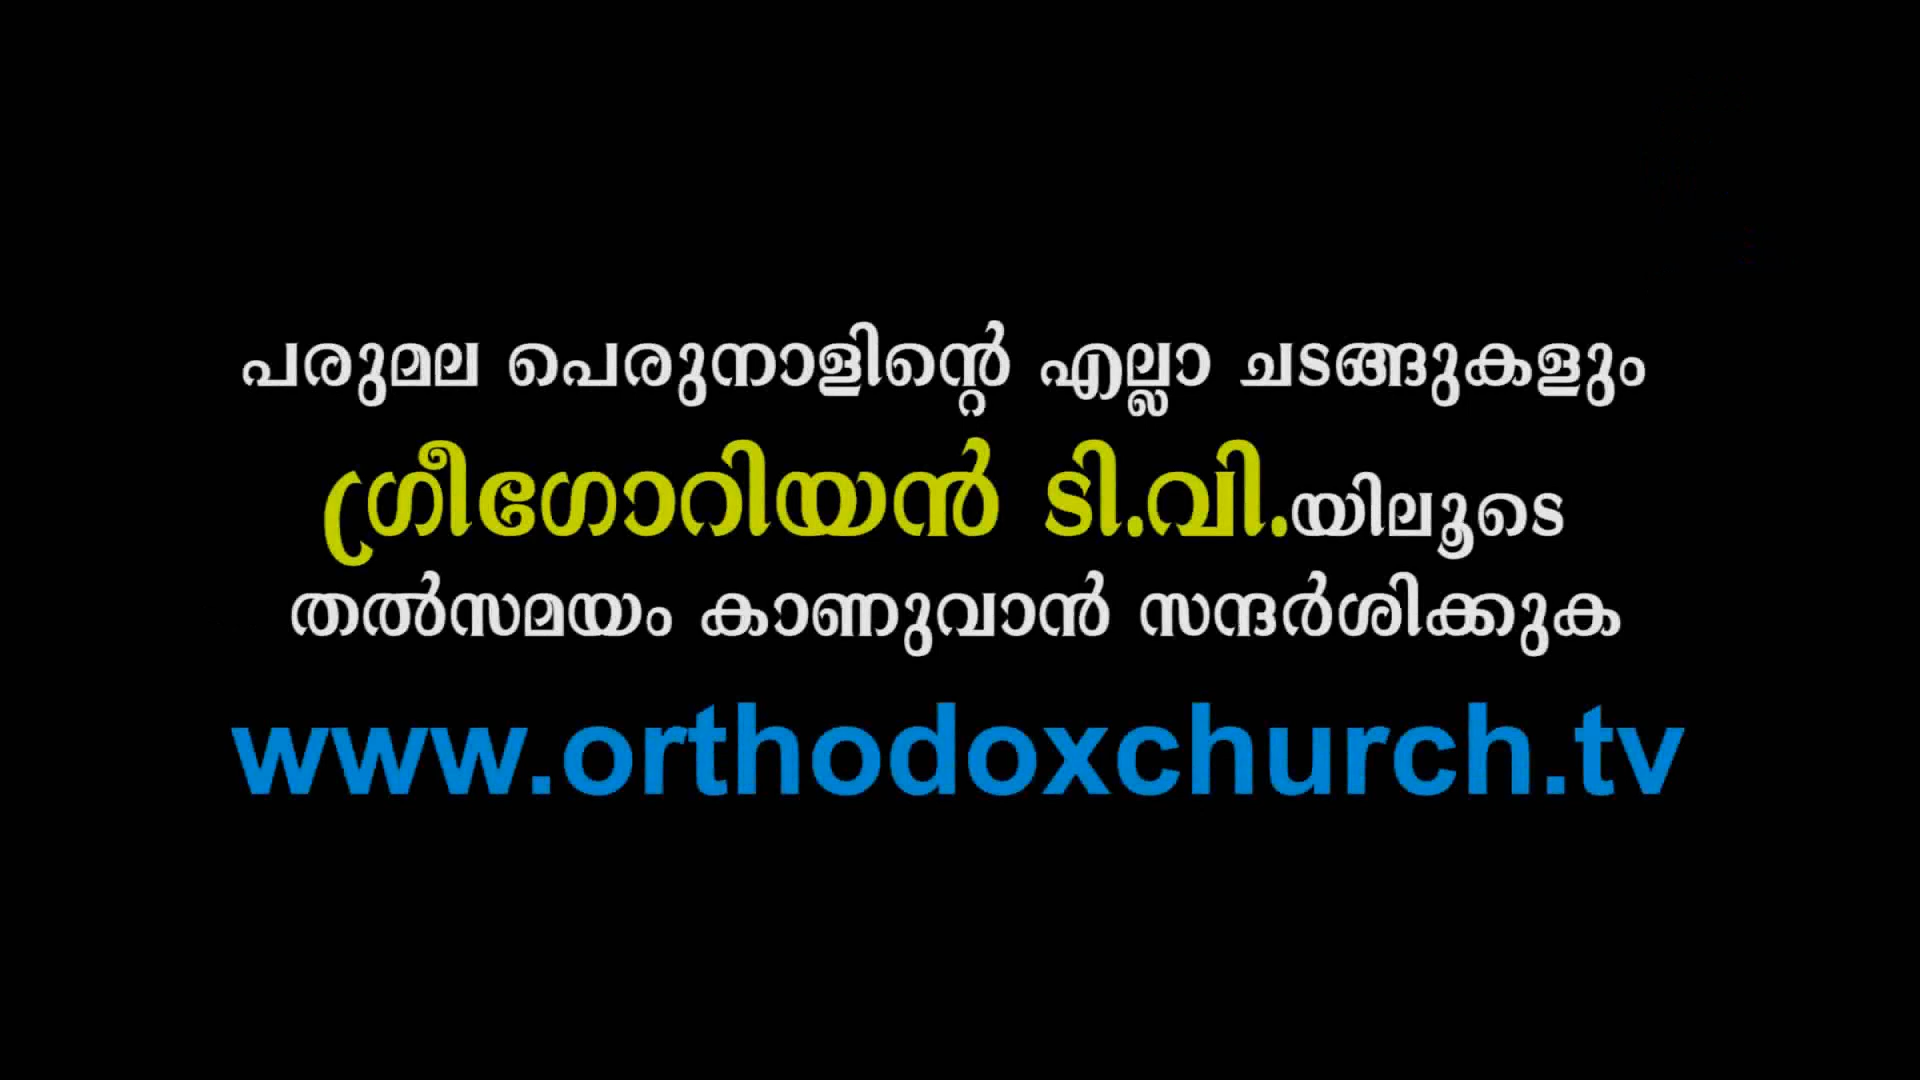 പരുമല പെരുനാളിന്റെ എല്ലാ ചടങ്ങുകളും
ഗ്രീഗോറിയൻ ടി.വി.യിലൂടെ
തൽസമയം കാണുവാൻ സന്ദർശിക്കുക
www.orthodoxchurch.tv